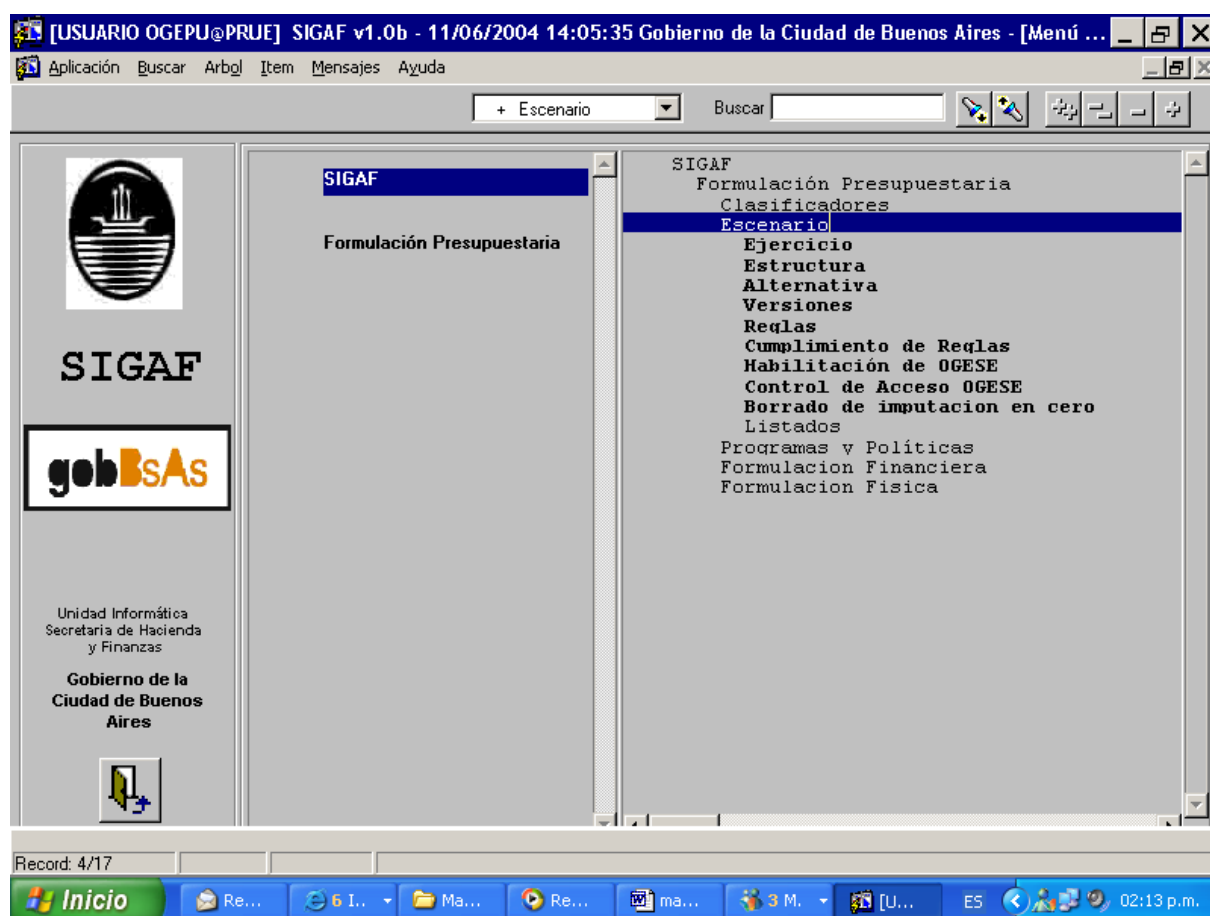 [USUARIO OGEPU@PRUE] SIGAF v1.0b - 11/06/2004 14:05:35 Gobierno de la Ciudad de Buenos Aires - [Menú ...
Aplicación Buscar Arbol Item Mensajes Ayuda
+ Escenario Buscar
SIGAF
gobBsAs
Unidad Informática
Secretaria de Hacienda
y Finanzas
Gobierno de la
Ciudad de Buenos
Aires
SIGAF
Formulación Presupuestaria
SIGAF
Formulación Presupuestaria
Clasificadores
Escenario
Ejercicio
Estructura
Alternativa
Versiones
Reglas
Cumplimiento de Reglas
Habilitación de OGESE
Control de Acceso OGESE
Borrado de imputacion en cero
Listados
Programas y Políticas
Formulacion Financiera
Formulacion Fisica
Record: 4/17
Inicio Re... 6 I.. Ma... Re... ma... 3 M. [U... ES 02:13 p.m.